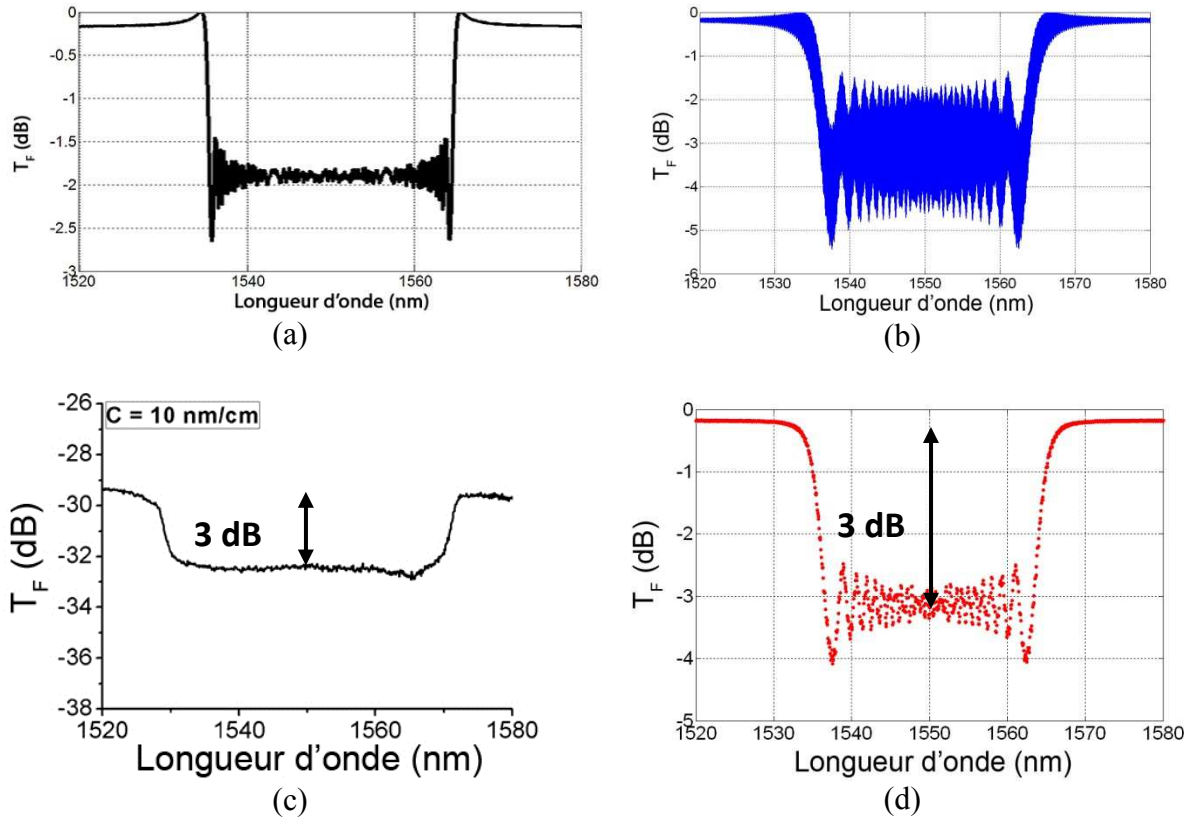 0
-0.5
-1
-1.5
-2
-2.5
-3
T_F (dB)
1520 1540 1560 1580
Longueur d'onde (nm)
(a)
0
-1
-2
-3
-4
-5
-6
T_F (dB)
1520 1530 1540 1550 1560 1570 1580
Longueur d'onde (nm)
(b)
C = 10 nm/cm
-26
-28
-30
-32
-34
-36
-38
T_F (dB)
3 dB
1520 1540 1560 1580
Longueur d'onde (nm)
(c)
0
-1
-2
-3
-4
-5
T_F (dB)
3 dB
1520 1530 1540 1550 1560 1570 1580
Longueur d'onde (nm)
(d)